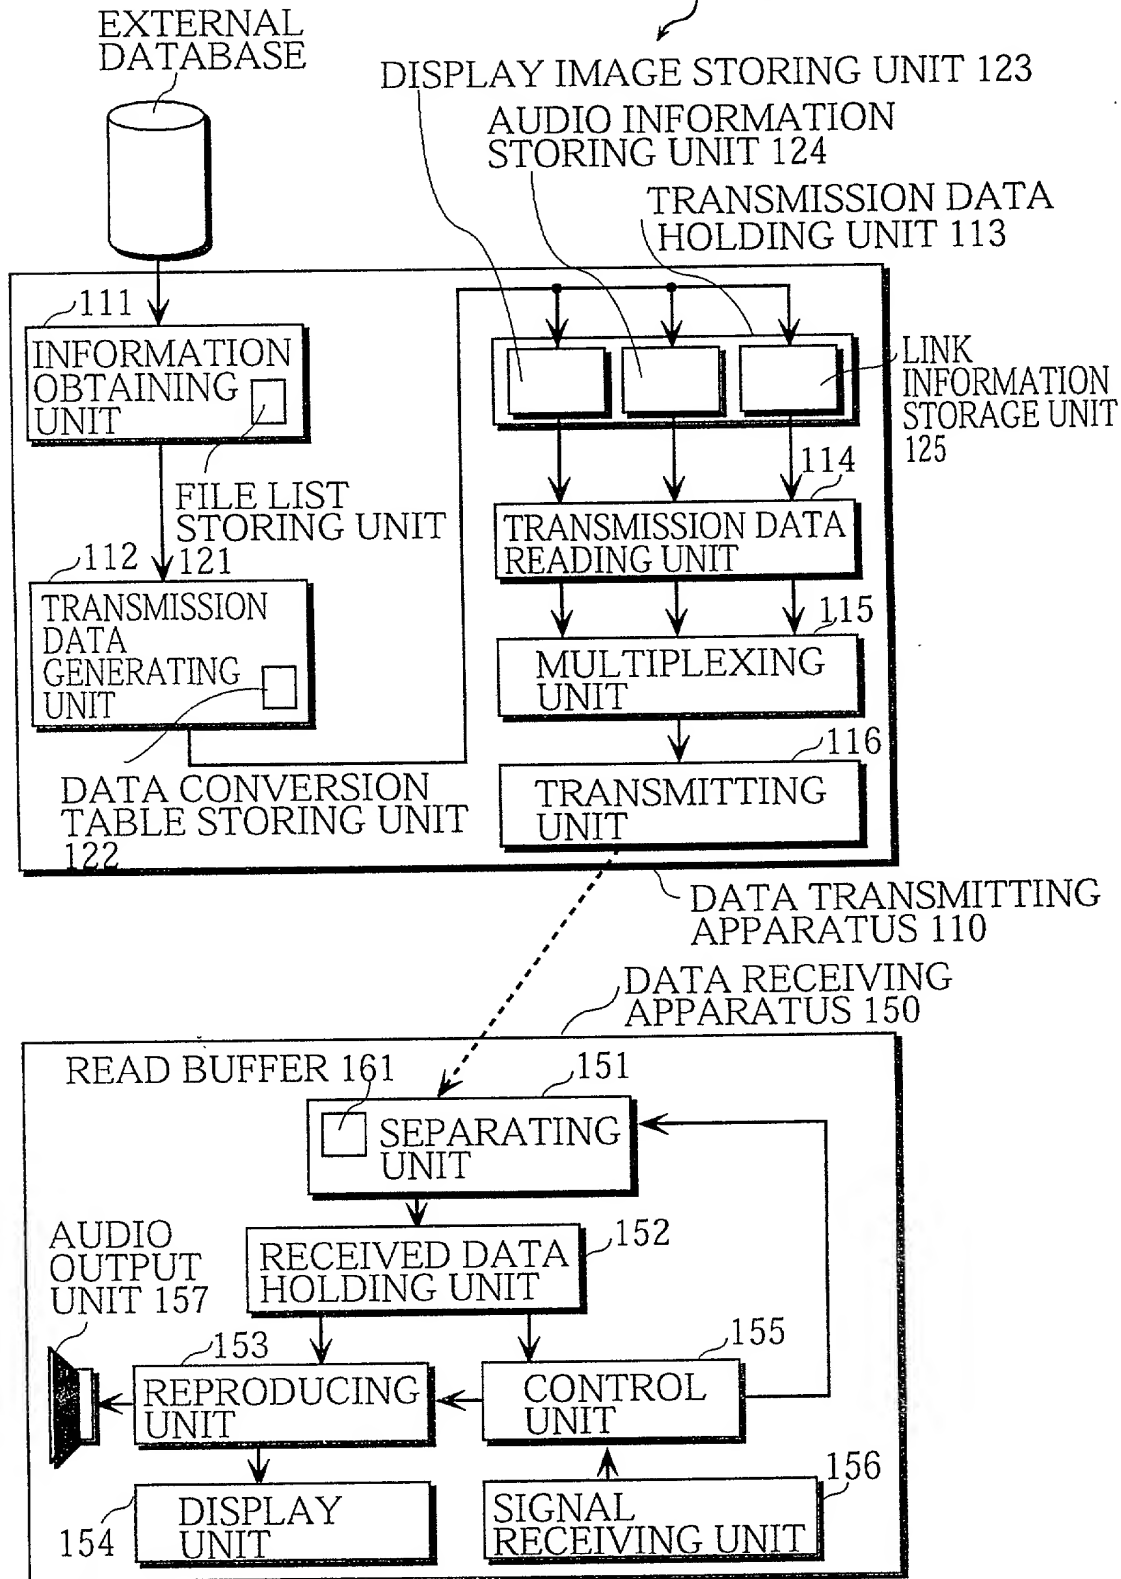 EXTERNAL
DATABASE
DISPLAY IMAGE STORING UNIT 123
AUDIO INFORMATION
STORING UNIT 124
TRANSMISSION DATA
HOLDING UNIT 113
111
INFORMATION
OBTAINING
UNIT
LINK
INFORMATION
STORAGE UNIT
125
FILE LIST
STORING UNIT
121
114
TRANSMISSION DATA
READING UNIT
112
TRANSMISSION
DATA
GENERATING
UNIT
115
MULTIPLEXING
UNIT
DATA CONVERSION
TABLE STORING UNIT
122
116
TRANSMITTING
UNIT
DATA TRANSMITTING
APPARATUS 110
DATA RECEIVING
APPARATUS 150
READ BUFFER 161
151
SEPARATING
UNIT
AUDIO
OUTPUT
UNIT 157
152
RECEIVED DATA
HOLDING UNIT
153
REPRODUCING
UNIT
155
CONTROL
UNIT
154
DISPLAY
UNIT
156
SIGNAL
RECEIVING UNIT